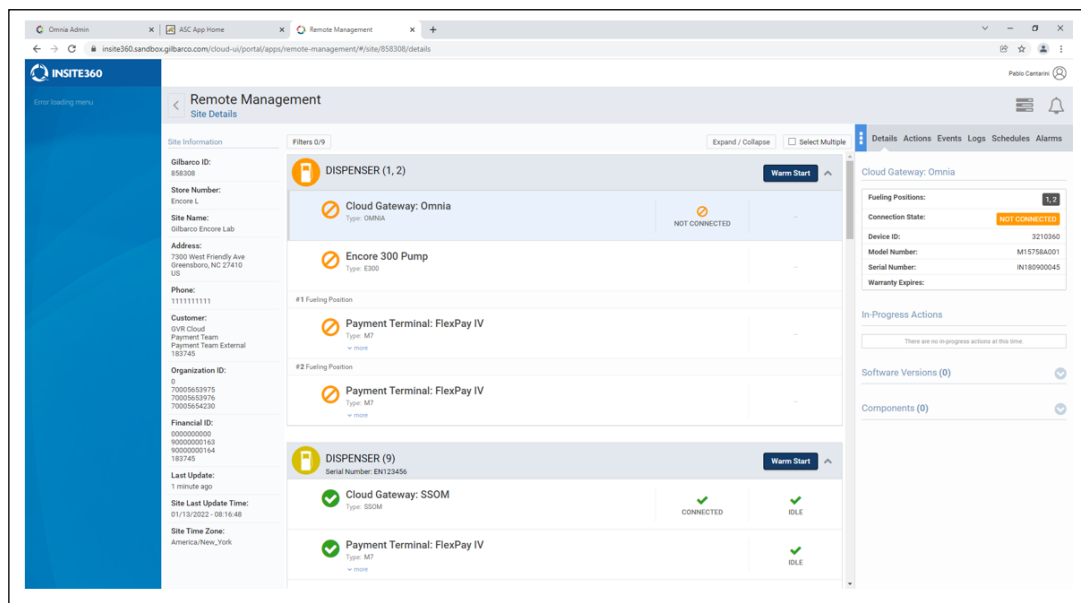 Omnia Admin
ASC App Home
Remote Management
insite360.sandbox.gilbarco.com/cloud-ui/portal/apps/remote-management/#/site/858308/details
INSITE360
Pablo Cantarini
Error loading menu
Remote Management
Site Details
Site Information
Gilbarco ID:
858308
Store Number:
Encore L
Site Name:
Gilbarco Encore Lab
Address:
7300 West Friendly Ave
Greensboro, NC 27410
US
Phone:
1111111111
Customer:
GVR Cloud
Payment Team
Payment Team External
183745
Organization ID:
0
70005653975
70005653976
70005654230
Financial ID:
0000000000
90000000163
90000000164
183745
Last Update:
1 minute ago
Site Last Update Time:
01/13/2022 - 08:16:48
Site Time Zone:
America/New_York
Filters 0/9
Expand / Collapse
Select Multiple
DISPENSER (1, 2)
Warm Start
Cloud Gateway: Omnia
Type: OMNIA
NOT CONNECTED
--
Encore 300 Pump
Type: E300
--
#1 Fueling Position
Payment Terminal: FlexPay IV
Type: M7
more
--
#2 Fueling Position
Payment Terminal: FlexPay IV
Type: M7
more
--
DISPENSER (9)
Serial Number: EN123456
Warm Start
Cloud Gateway: SSOM
Type: SSOM
CONNECTED
IDLE
Payment Terminal: FlexPay IV
Type: M7
more
IDLE
Details Actions Events Logs Schedules Alarms
Cloud Gateway: Omnia
Fueling Positions: 1, 2
Connection State: NOT CONNECTED
Device ID: 3210360
Model Number: M15758A001
Serial Number: IN180900045
Warranty Expires:
In-Progress Actions
There are no in-progress actions at this time.
Software Versions (0)
Components (0)